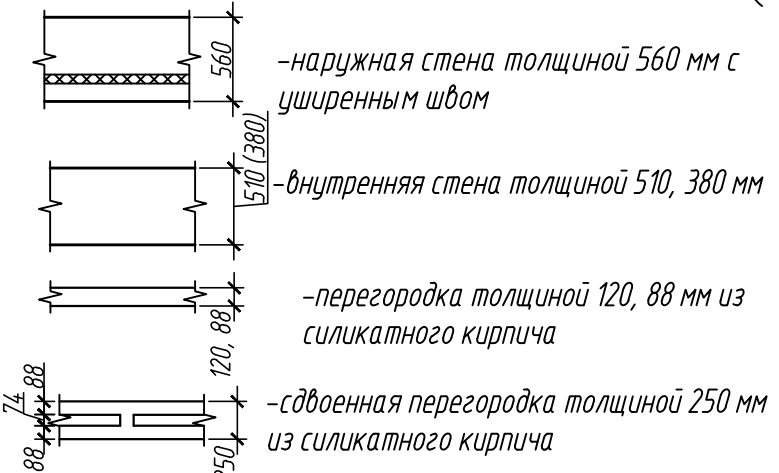 560
-наружная стена толщиной 560 мм с
уширенным швом
510 (380)
-внутренняя стена толщиной 510, 380 мм
120, 88
-перегородка толщиной 120, 88 мм из
силикатного кирпича
88
74
88
-сдвоенная перегородка толщиной 250 мм
из силикатного кирпича